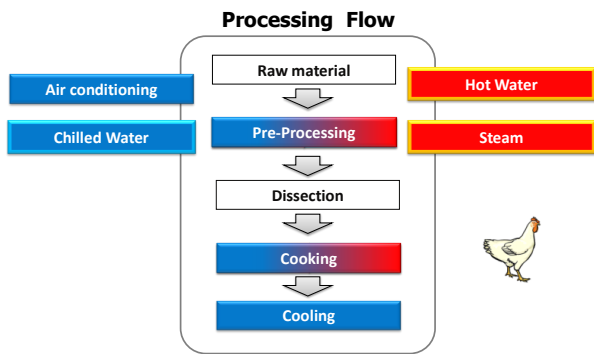 Processing Flow
Raw material
Air conditioning
Hot Water
Chilled Water
Pre-Processing
Steam
Dissection
Cooking
Cooling